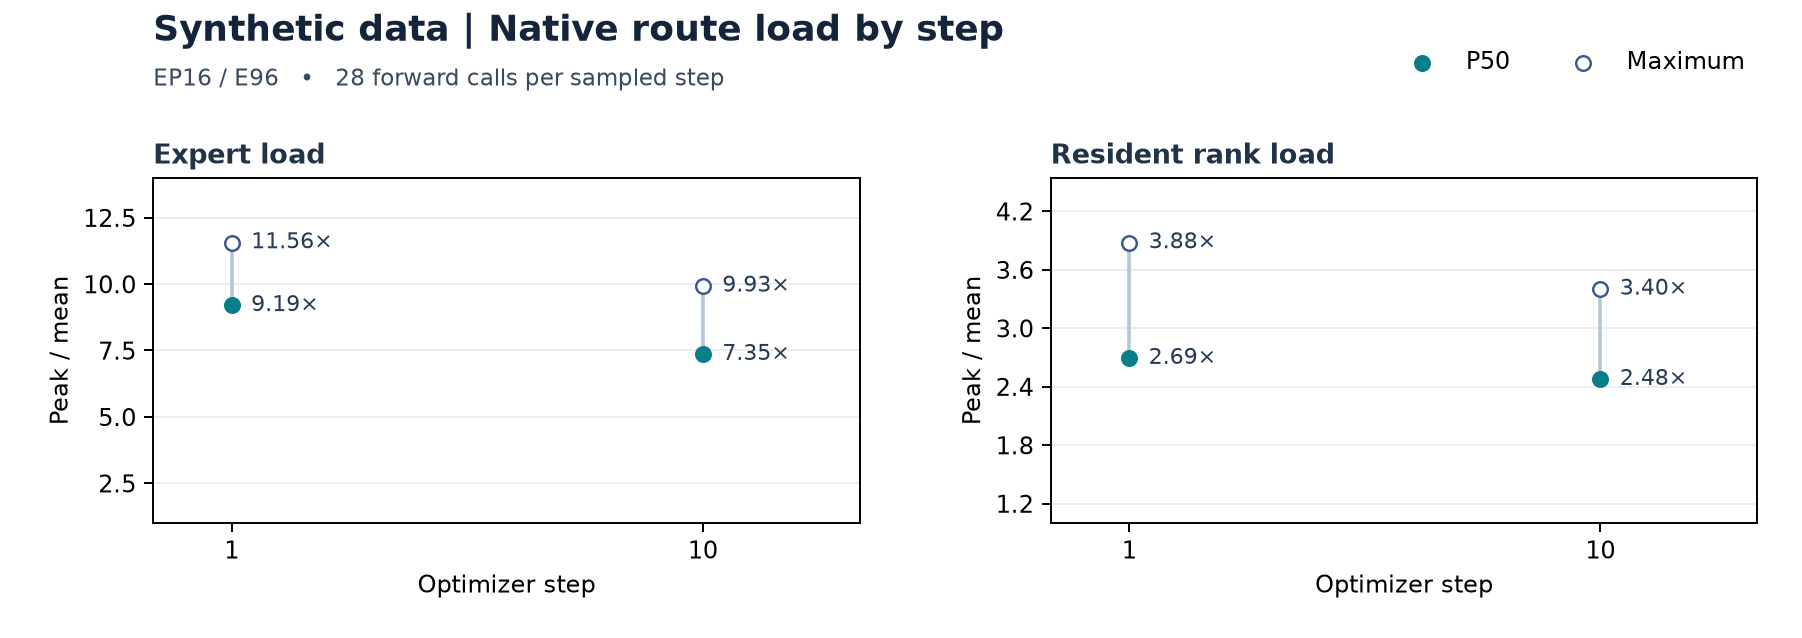 Synthetic data | Native route load by step
EP16 / E96 • 28 forward calls per sampled step
P50
Maximum
Expert load
Peak / mean
12.5
10.0
7.5
5.0
2.5
11.56×
9.19×
9.93×
7.35×
1
10
Optimizer step
Resident rank load
Peak / mean
4.2
3.6
3.0
2.4
1.8
1.2
3.88×
2.69×
3.40×
2.48×
1
10
Optimizer step